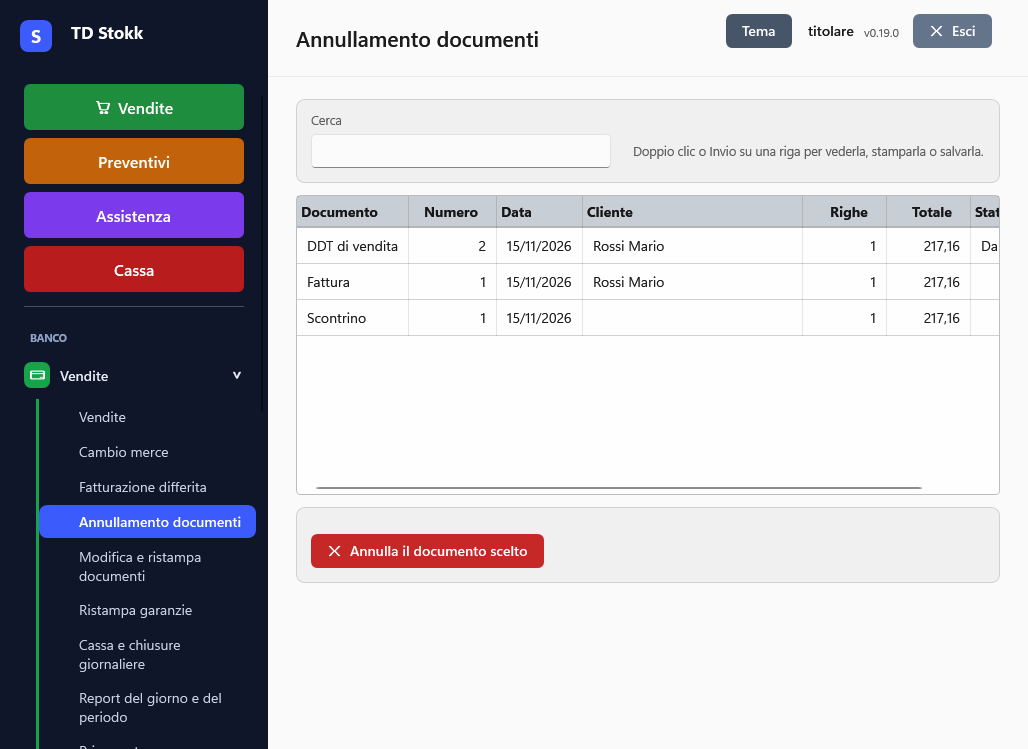 S TD Stokk
Vendite
Preventivi
Assistenza
Cassa
BANCO
Vendite
Vendite
Cambio merce
Fatturazione differita
Annullamento documenti
Modifica e ristampa
documenti
Ristampa garanzie
Cassa e chiusure
giornaliere
Report del giorno e del
periodo
Annullamento documenti
Tema titolare v0.19.0 Esci
Cerca
Doppio clic o Invio su una riga per vederla, stamparla o salvarla.
Documento Numero Data Cliente Righe Totale Stat
DDT di vendita 2 15/11/2026 Rossi Mario 1 217,16 Da
Fattura 1 15/11/2026 Rossi Mario 1 217,16
Scontrino 1 15/11/2026 1 217,16
Annulla il documento scelto